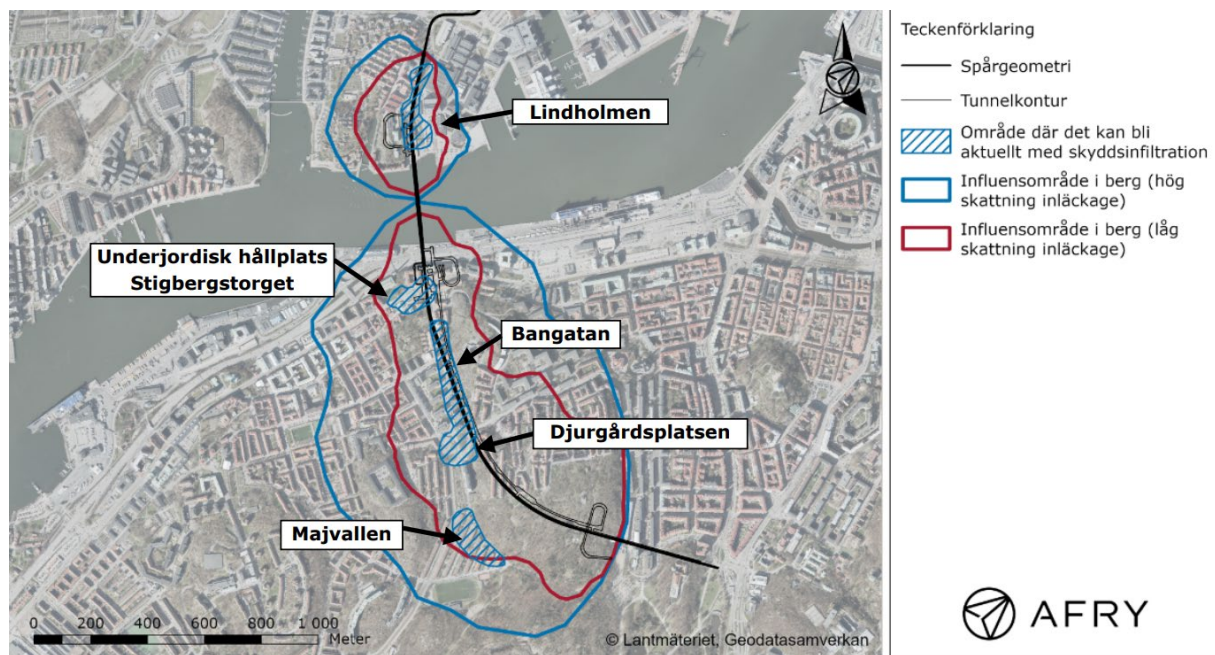 Lindholmen
Underjordisk hållplats
Stigbergstorget
Bangatan
Djurgårdsplatsen
Majvallen
0 200 400 600 800 1 000
Meter
© Lantmäteriet, Geodatasamverkan
Teckenförklaring
Spårgeometri
Tunnelkontur
Område där det kan bli
aktuellt med skyddsinfiltration
Influensområde i berg (hög
skattning inläckage)
Influensområde i berg (låg
skattning inläckage)
AFRY